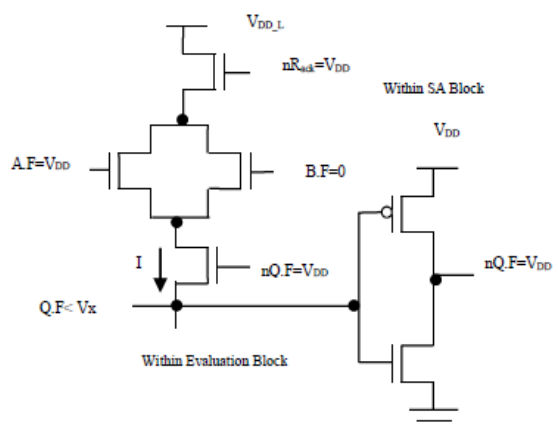 VDD_L
nRack=VDD
Within SA Block
VDD
A.F=VDD
B.F=0
I
nQ.F=VDD
nQ.F=VDD
Q.F< Vx
Within Evaluation Block